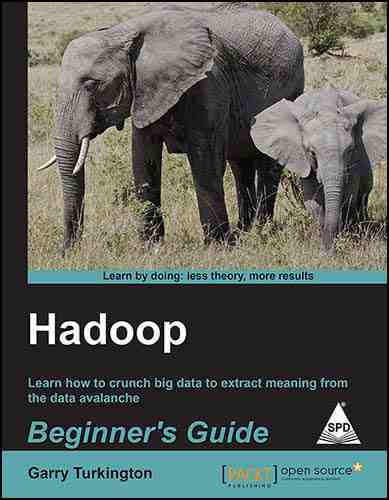 Learn by doing: less theory, more results
Hadoop
Learn how to crunch big data to extract meaning from
the data avalanche
Beginner's Guide
SPD
Garry Turkington
[PACKT]
PUBLISHING
open source*